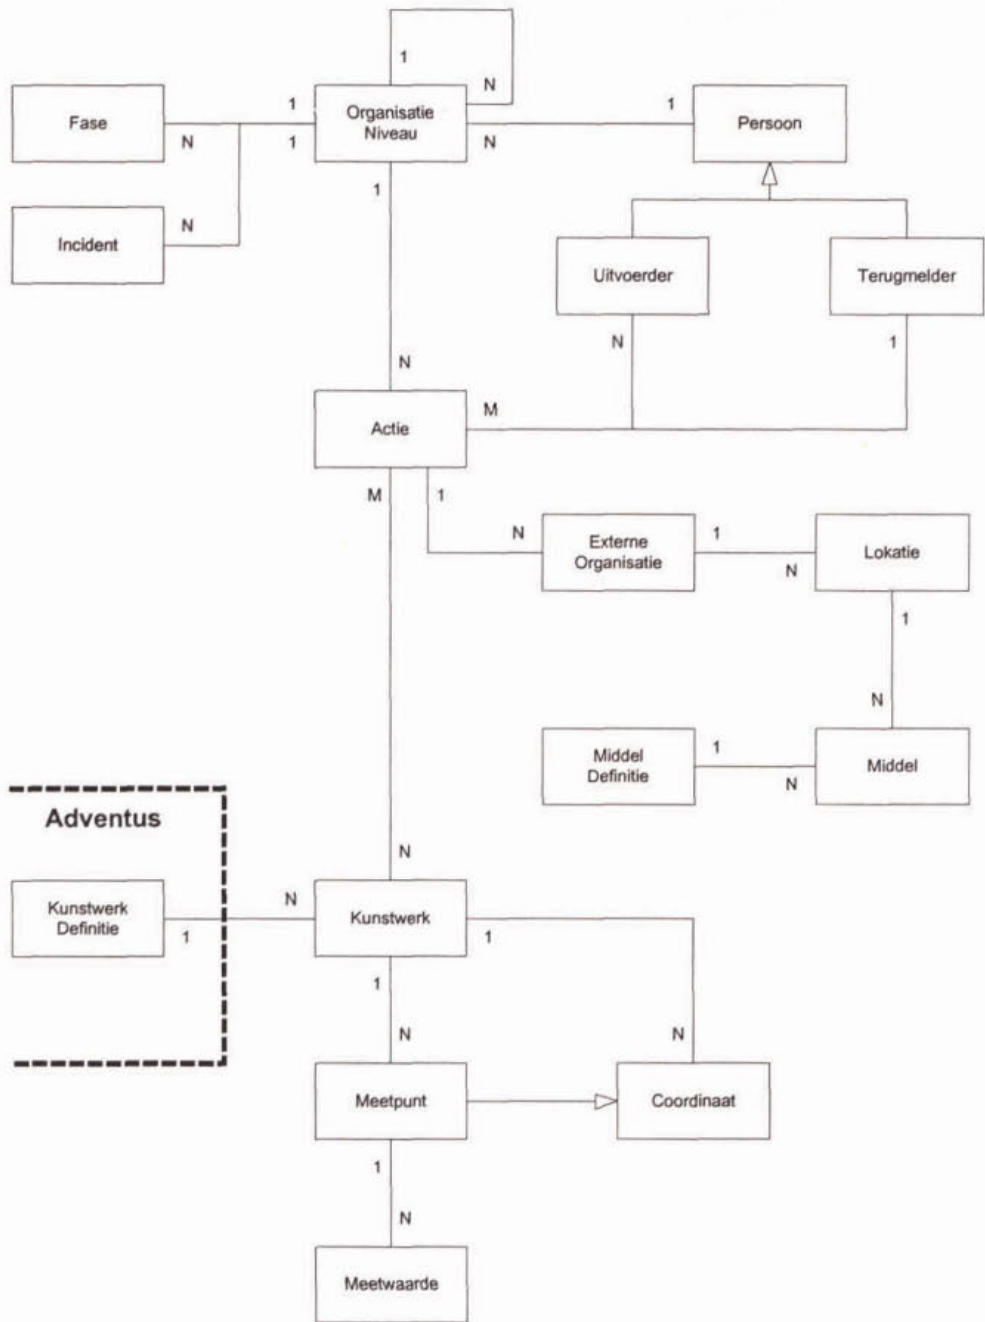 1
N
Fase
N
1
1
Organisatie
Niveau
N
1
Persoon
1
Incident
N
Uitvoerder
Terugmelder
N
1
N
Actie
M
M
1
N
Externe
Organisatie
1
N
Lokatie
1
N
Middel
Definitie
1
N
Middel
Adventus
N
Kunstwerk
Definitie
1
N
Kunstwerk
1
1
N
N
Meetpunt
Coordinaat
1
N
Meetwaarde